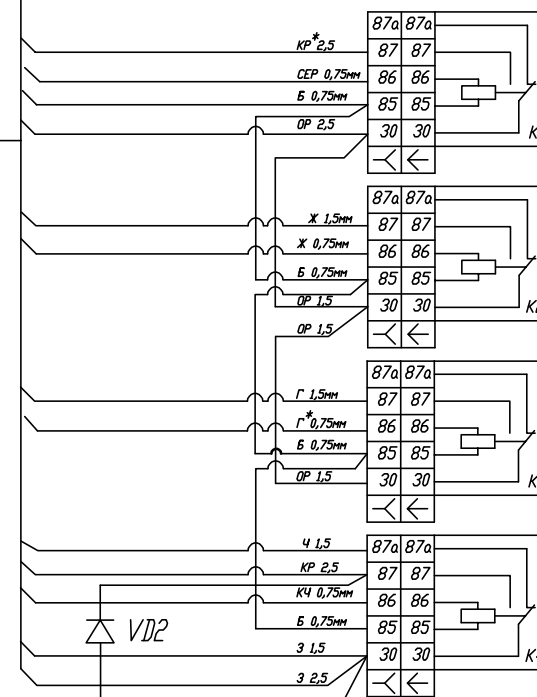 87а 87а
КР*2,5 87 87
СЕР 0,75мм 86 86
Б 0,75мм 85 85
ОР 2,5 30 30
К
87а 87а
Ж 1,5мм 87 87
Ж 0,75мм 86 86
Б 0,75мм 85 85
ОР 1,5 30 30
ОР 1,5
87а 87а
Г 1,5мм 87 87
Г*0,75мм 86 86
Б 0,75мм 85 85
ОР 1,5 30 30
К
Ч 1,5 87а 87а
КР 2,5 87 87
КЧ 0,75мм 86 86
Б 0,75мм 85 85
VD2
З 1,5 30 30
З 2,5